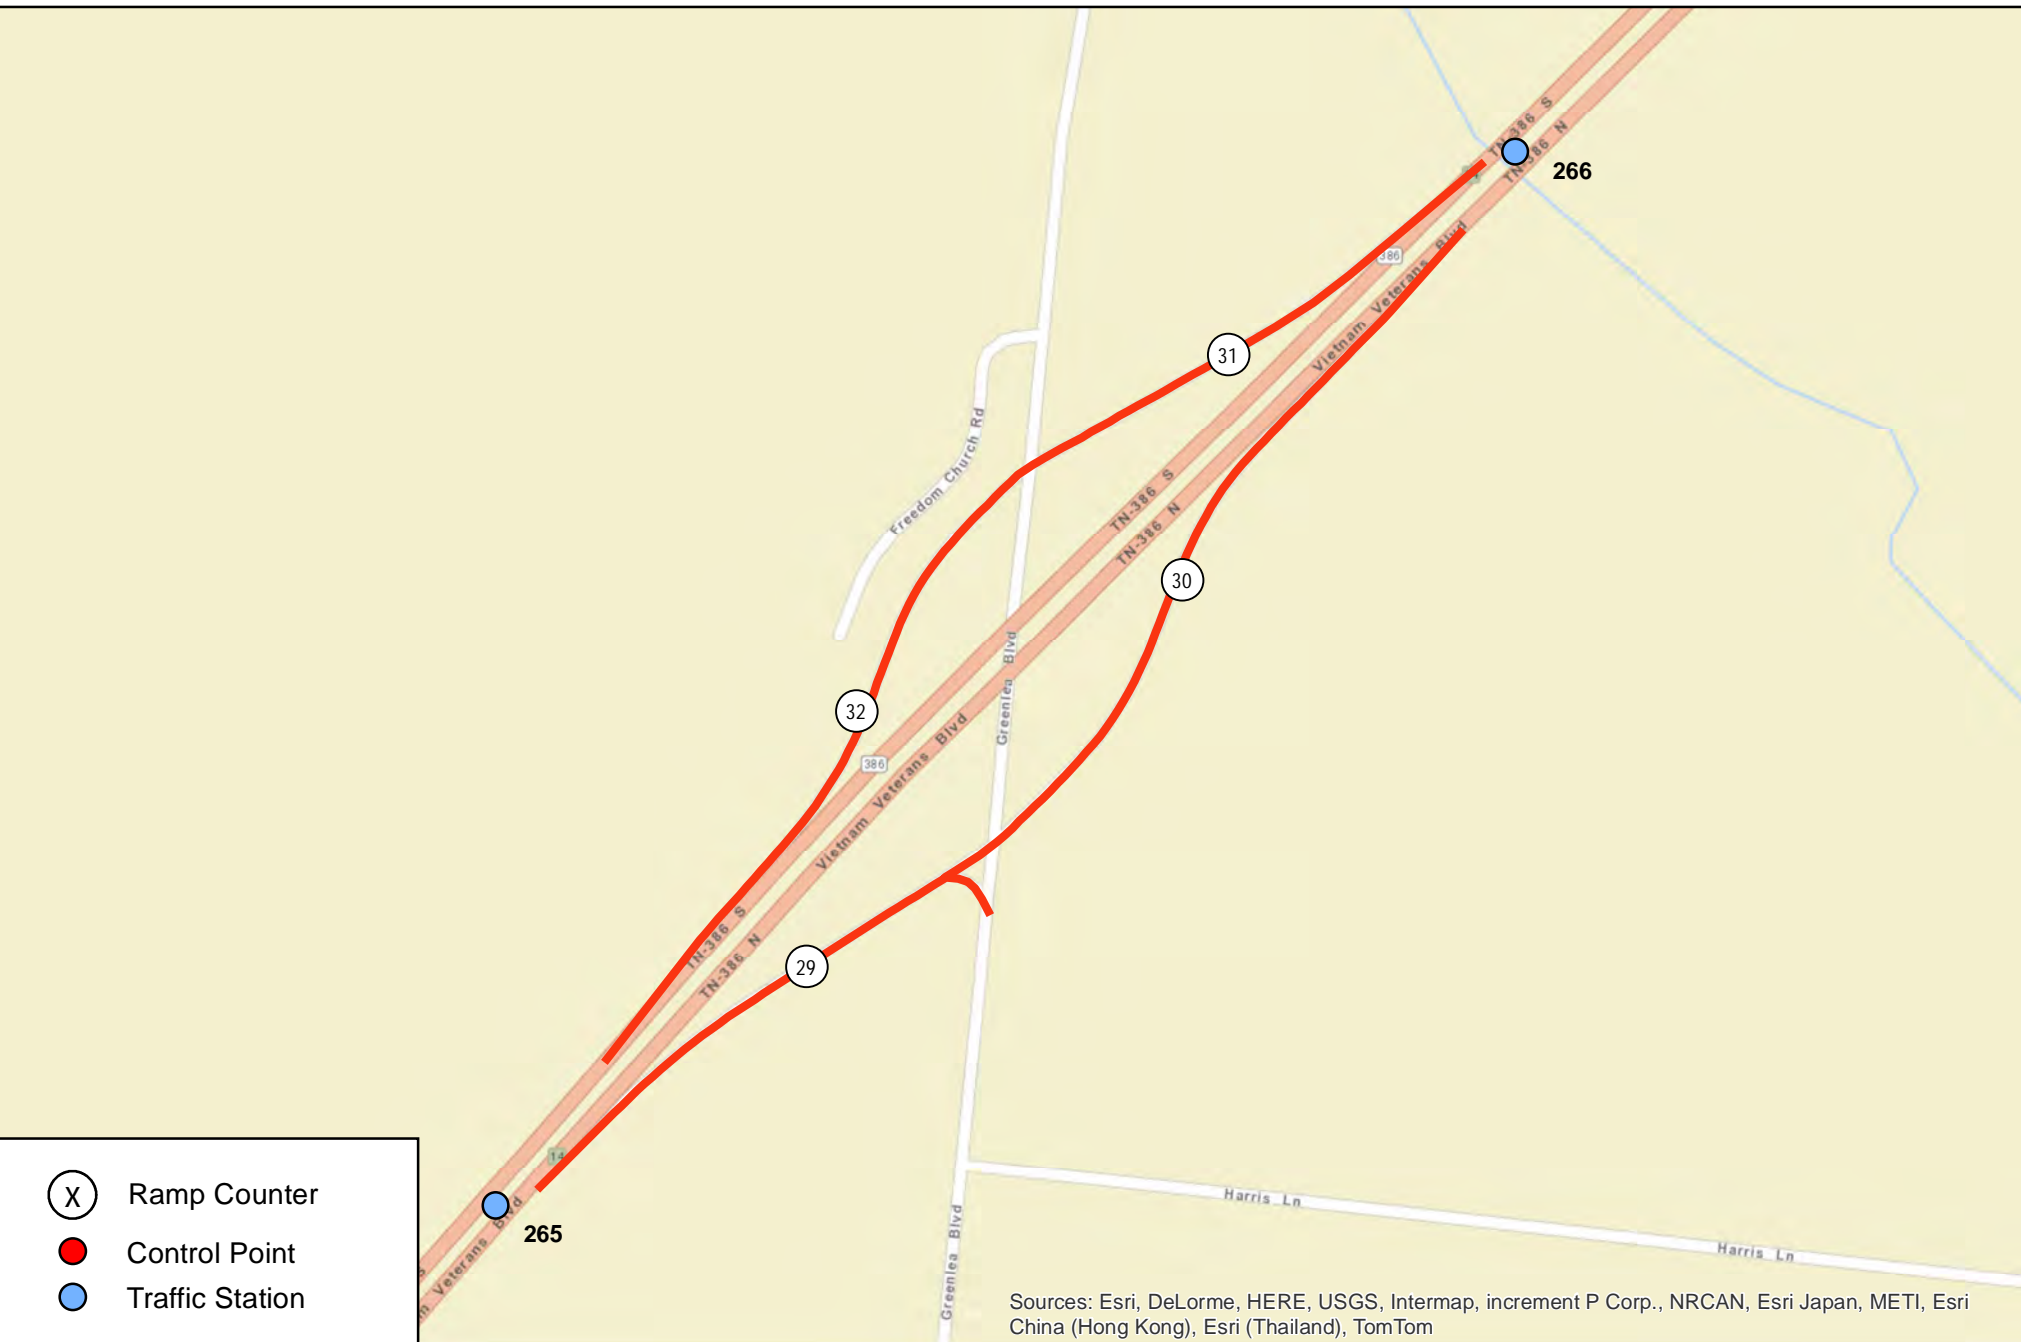 TN-386 S
TN-386 N
266
386
Vietnam Veterans Blvd
31
Freedom Church Rd
TN-386 S
TN-386 N
30
Greenlea Blvd
32
386
Vietnam Veterans Blvd
TN-386 S
TN-386 N
29
14
265
Veterans Blvd
Harris Ln
Harris Ln
Greenlea Blvd
X Ramp Counter
Control Point
Traffic Station
Sources: Esri, DeLorme, HERE, USGS, Intermap, increment P Corp., NRCAN, Esri Japan, METI, Esri
China (Hong Kong), Esri (Thailand), TomTom